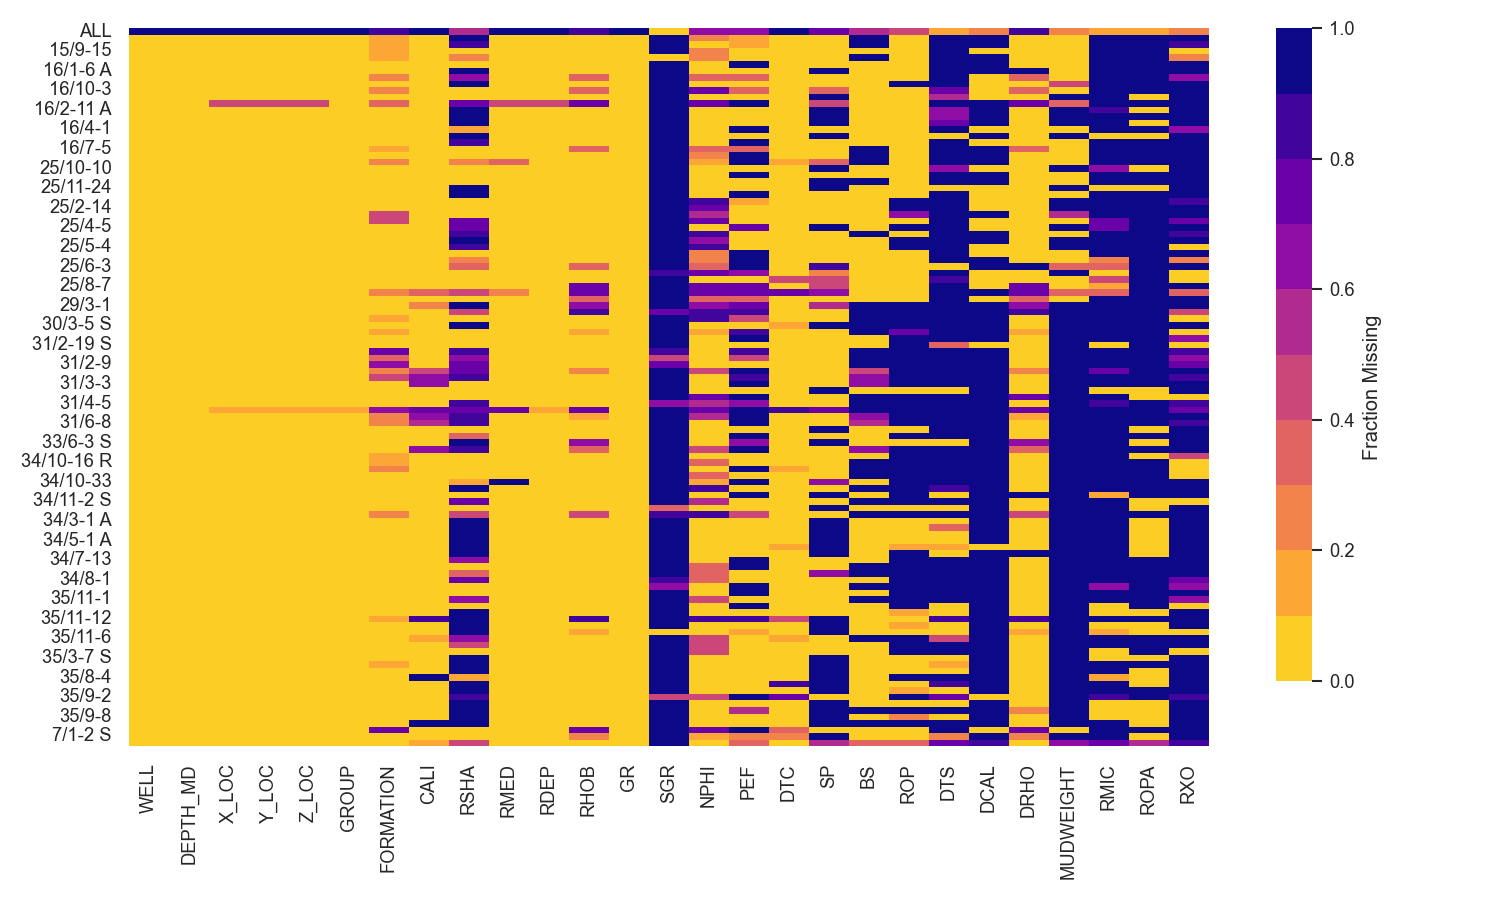 ALL
15/9-15
16/1-6 A
16/10-3
16/2-11 A
16/4-1
16/7-5
25/10-10
25/11-24
25/2-14
25/4-5
25/5-4
25/6-3
25/8-7
29/3-1
30/3-5 S
31/2-19 S
31/2-9
31/3-3
31/4-5
31/6-8
33/6-3 S
34/10-16 R
34/10-33
34/11-2 S
34/3-1 A
34/5-1 A
34/7-13
34/8-1
35/11-1
35/11-12
35/11-6
35/3-7 S
35/8-4
35/9-2
35/9-8
7/1-2 S
WELL
DEPTH_MD
X_LOC
Y_LOC
Z_LOC
GROUP
FORMATION
CALI
RSHA
RMED
RDEP
RHOB
GR
SGR
NPHI
PEF
DTC
SP
BS
ROP
DTS
DCAL
DRHO
MUDWEIGHT
RMIC
ROPA
RXO
1.0
0.8
0.6
0.4
0.2
0.0
Fraction Missing